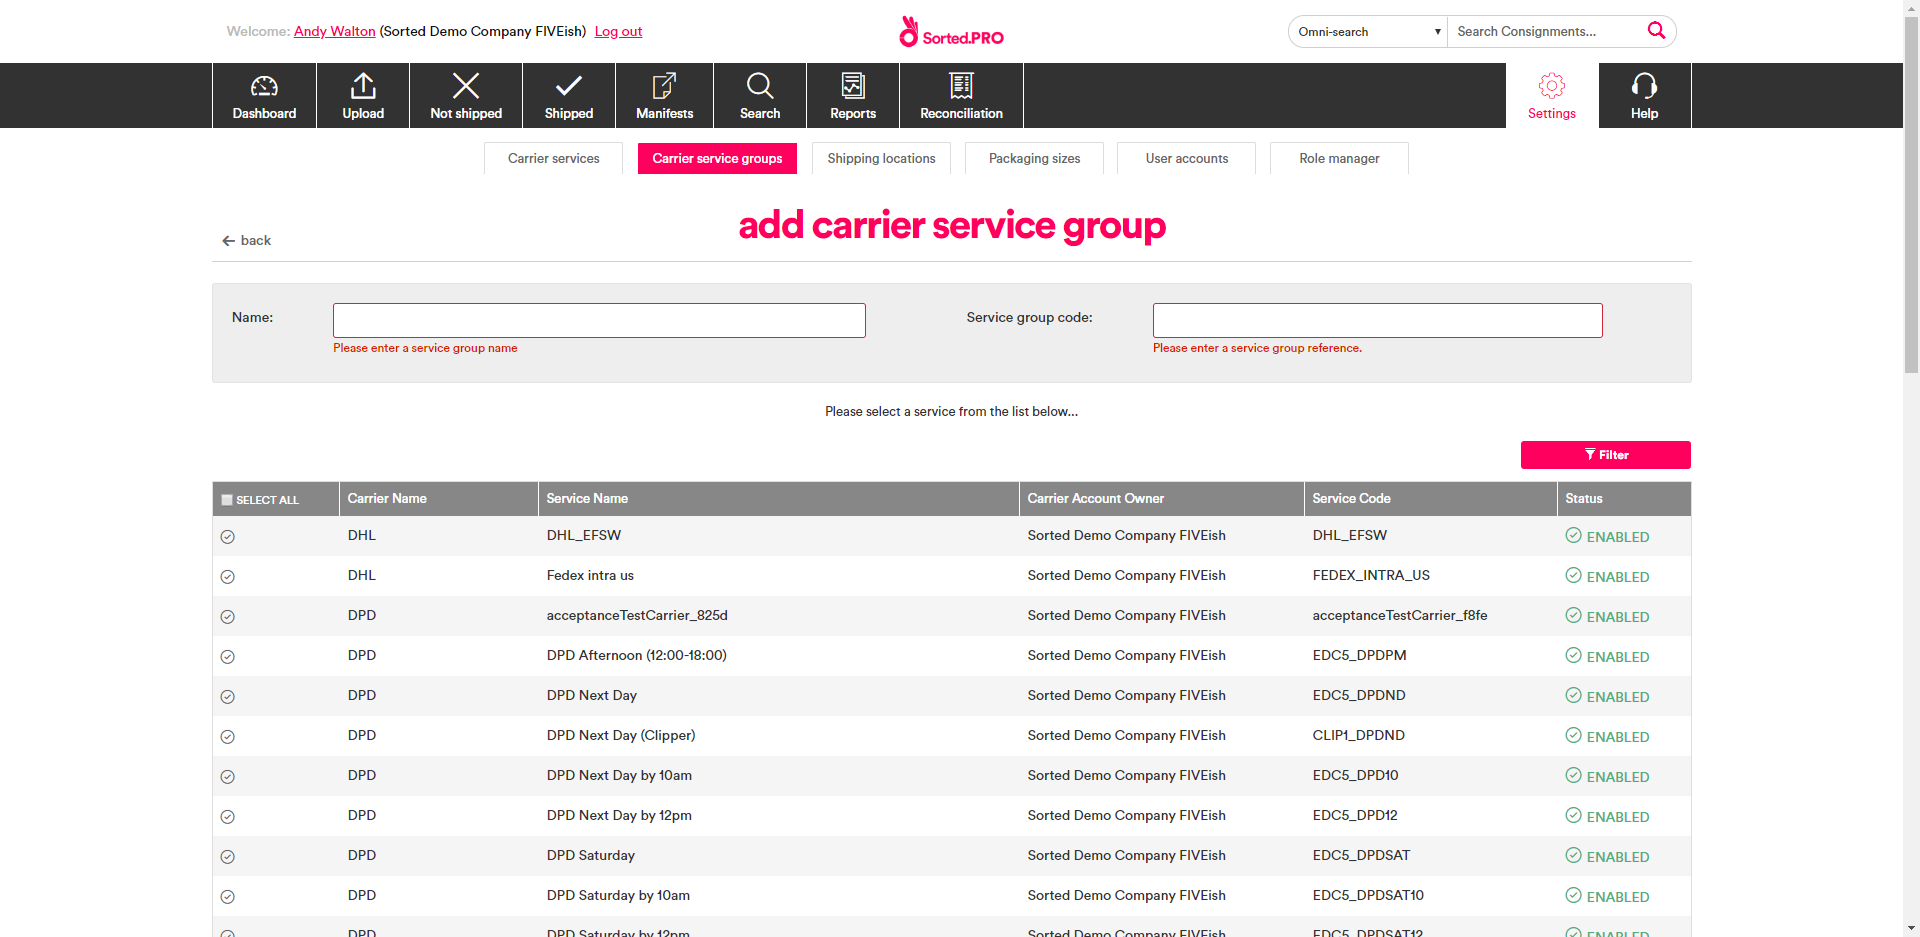 Welcome: Andy Walton (Sorted Demo Company FIVEish) Log out
Sorted.PRO
Omni-search Search Consignments...
Dashboard Upload Not shipped Shipped Manifests Search Reports Reconciliation Settings Help
Carrier services Carrier service groups Shipping locations Packaging sizes User accounts Role manager
add carrier service group
back
Name: Service group code:
Please enter a service group name Please enter a service group reference.
Please select a service from the list below...
Filter
SELECT ALL Carrier Name Service Name Carrier Account Owner Service Code Status
DHL DHL_EFSW Sorted Demo Company FIVEish DHL_EFSW ENABLED
DHL Fedex intra us Sorted Demo Company FIVEish FEDEX_INTRA_US ENABLED
DPD acceptanceTestCarrier_825d Sorted Demo Company FIVEish acceptanceTestCarrier_f8fe ENABLED
DPD DPD Afternoon (12:00-18:00) Sorted Demo Company FIVEish EDC5_DPDPM ENABLED
DPD DPD Next Day Sorted Demo Company FIVEish EDC5_DPDND ENABLED
DPD DPD Next Day (Clipper) Sorted Demo Company FIVEish CLIP1_DPDND ENABLED
DPD DPD Next Day by 10am Sorted Demo Company FIVEish EDC5_DPD10 ENABLED
DPD DPD Next Day by 12pm Sorted Demo Company FIVEish EDC5_DPD12 ENABLED
DPD DPD Saturday Sorted Demo Company FIVEish EDC5_DPDSAT ENABLED
DPD DPD Saturday by 10am Sorted Demo Company FIVEish EDC5_DPDSAT10 ENABLED
DPD DPD Saturday by 12pm Sorted Demo Company FIVEish EDC5_DPDSAT12 ENABLED